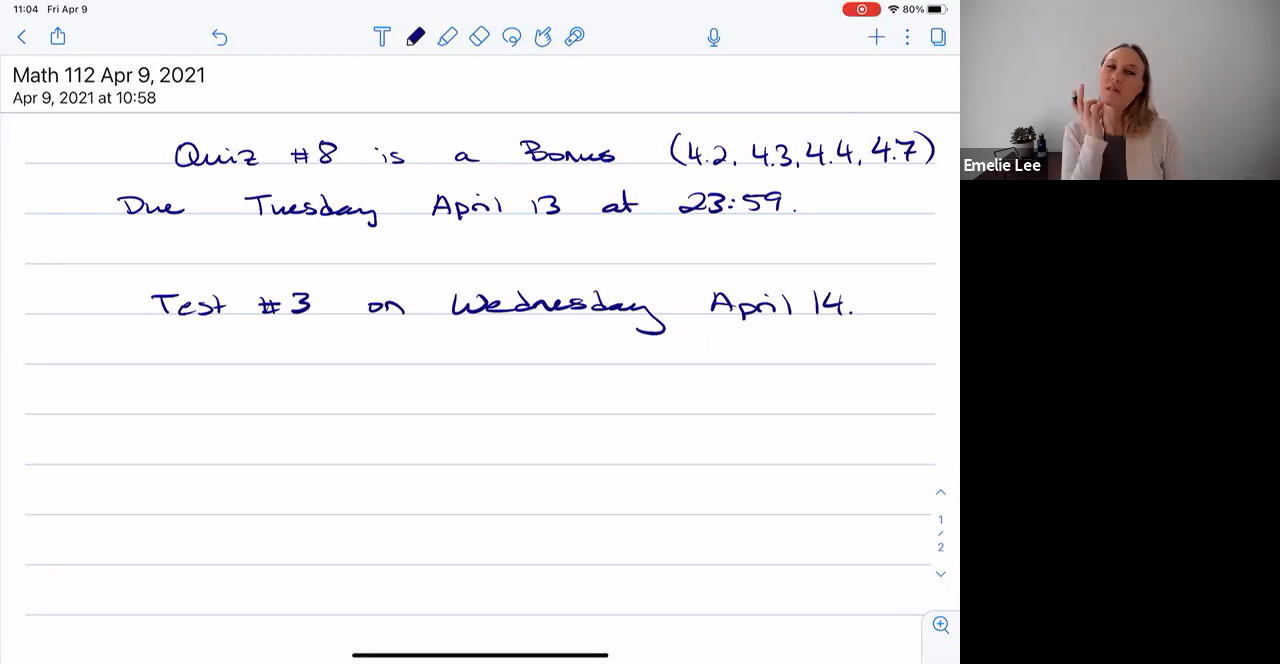 11:04 Fri Apr 9
80%
Math 112 Apr 9, 2021
Apr 9, 2021 at 10:58
Quiz #8 is a Bonus (4.2, 4.3, 4.4, 4.7)
Due Tuesday April 13 at 23:59.
Test #3 on Wednesday April 14.
Emelie Lee
1
/
2